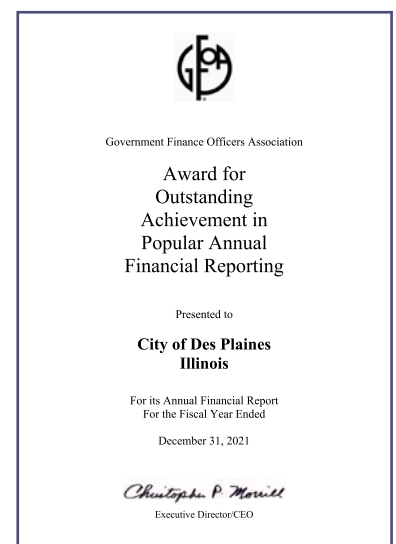 GFOA
Government Finance Officers Association
Award for
Outstanding
Achievement in
Popular Annual
Financial Reporting
Presented to
City of Des Plaines
Illinois
For its Annual Financial Report
For the Fiscal Year Ended
December 31, 2021
Christopher P. Morrill
Executive Director/CEO